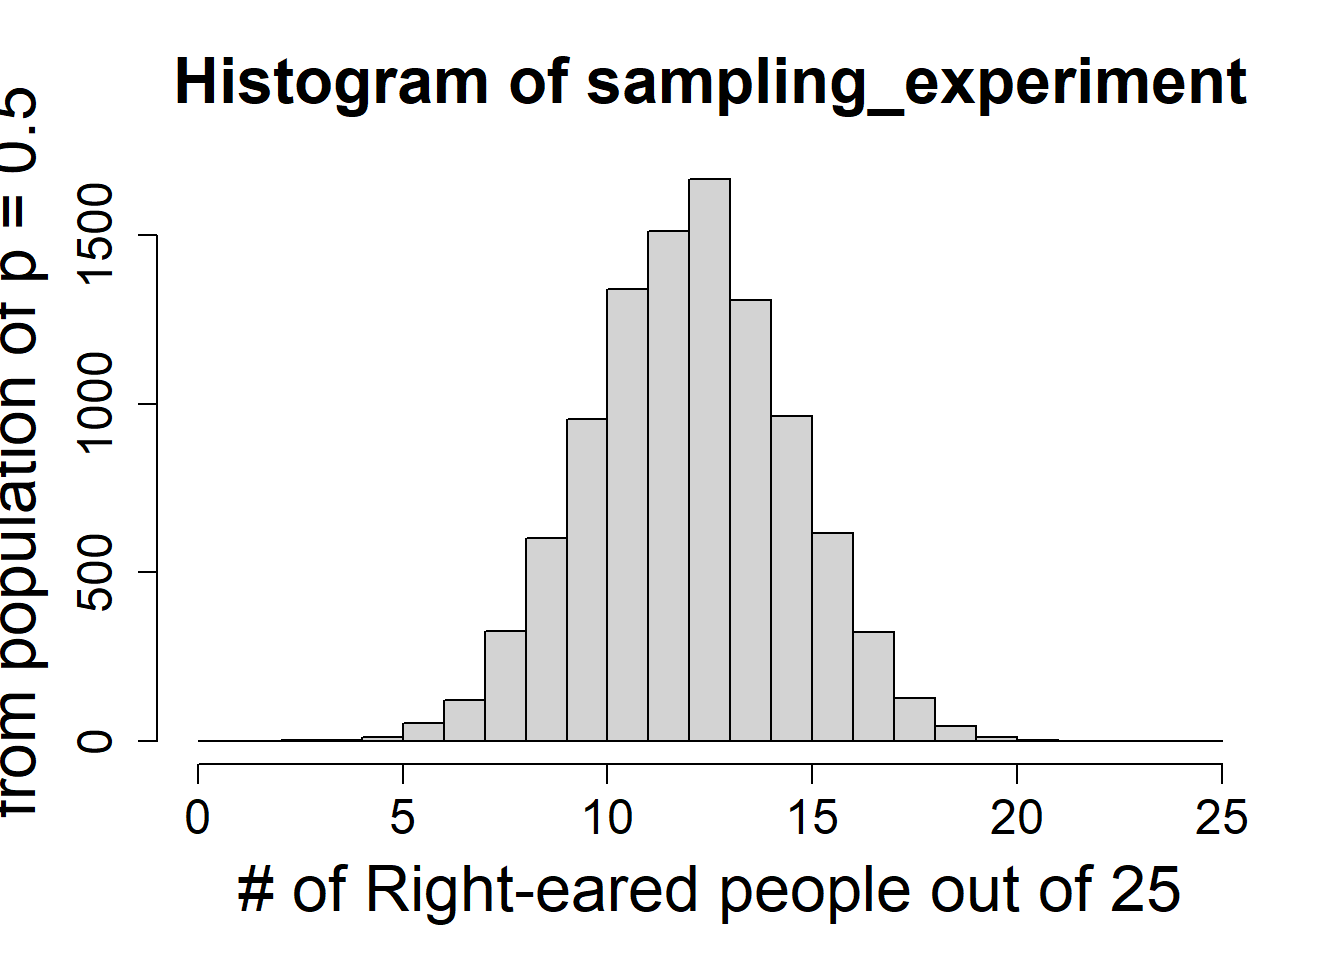 Histogram of sampling_experiment
from population of p = 0.5
1500
1000
500
0
0 5 10 15 20 25
# of Right-eared people out of 25